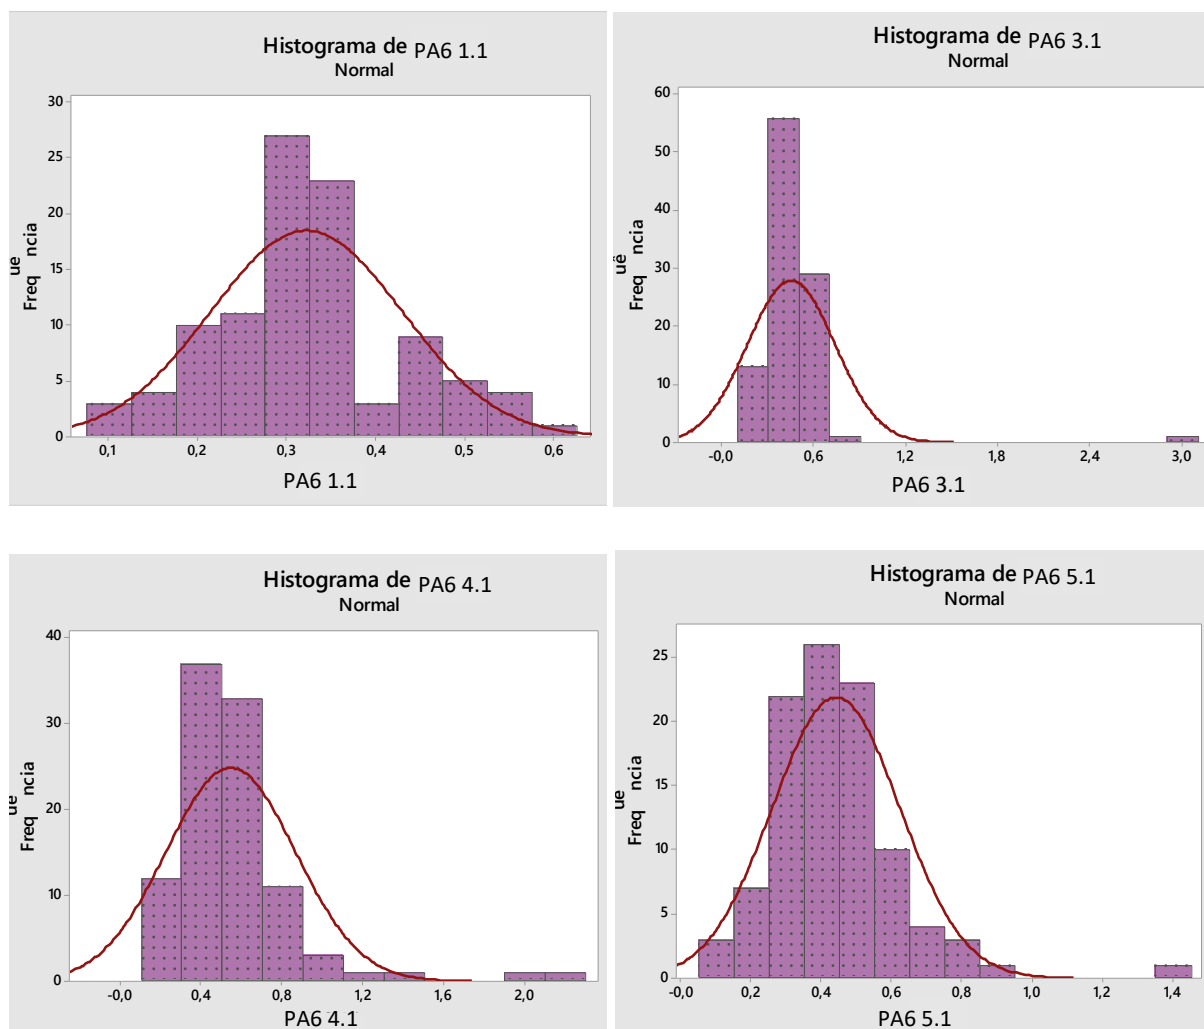 Histograma de PA6 1.1
Normal
30
25
20
15
10
5
0
Frequência
0,1 0,2 0,3 0,4 0,5 0,6
PA6 1.1
Histograma de PA6 3.1
Normal
60
50
40
30
20
10
0
Frequência
-0,0 0,6 1,2 1,8 2,4 3,0
PA6 3.1
Histograma de PA6 4.1
Normal
40
30
20
10
0
Frequência
-0,0 0,4 0,8 1,2 1,6 2,0
PA6 4.1
Histograma de PA6 5.1
Normal
25
20
15
10
5
0
Frequência
-0,0 0,2 0,4 0,6 0,8 1,0 1,2 1,4
PA6 5.1